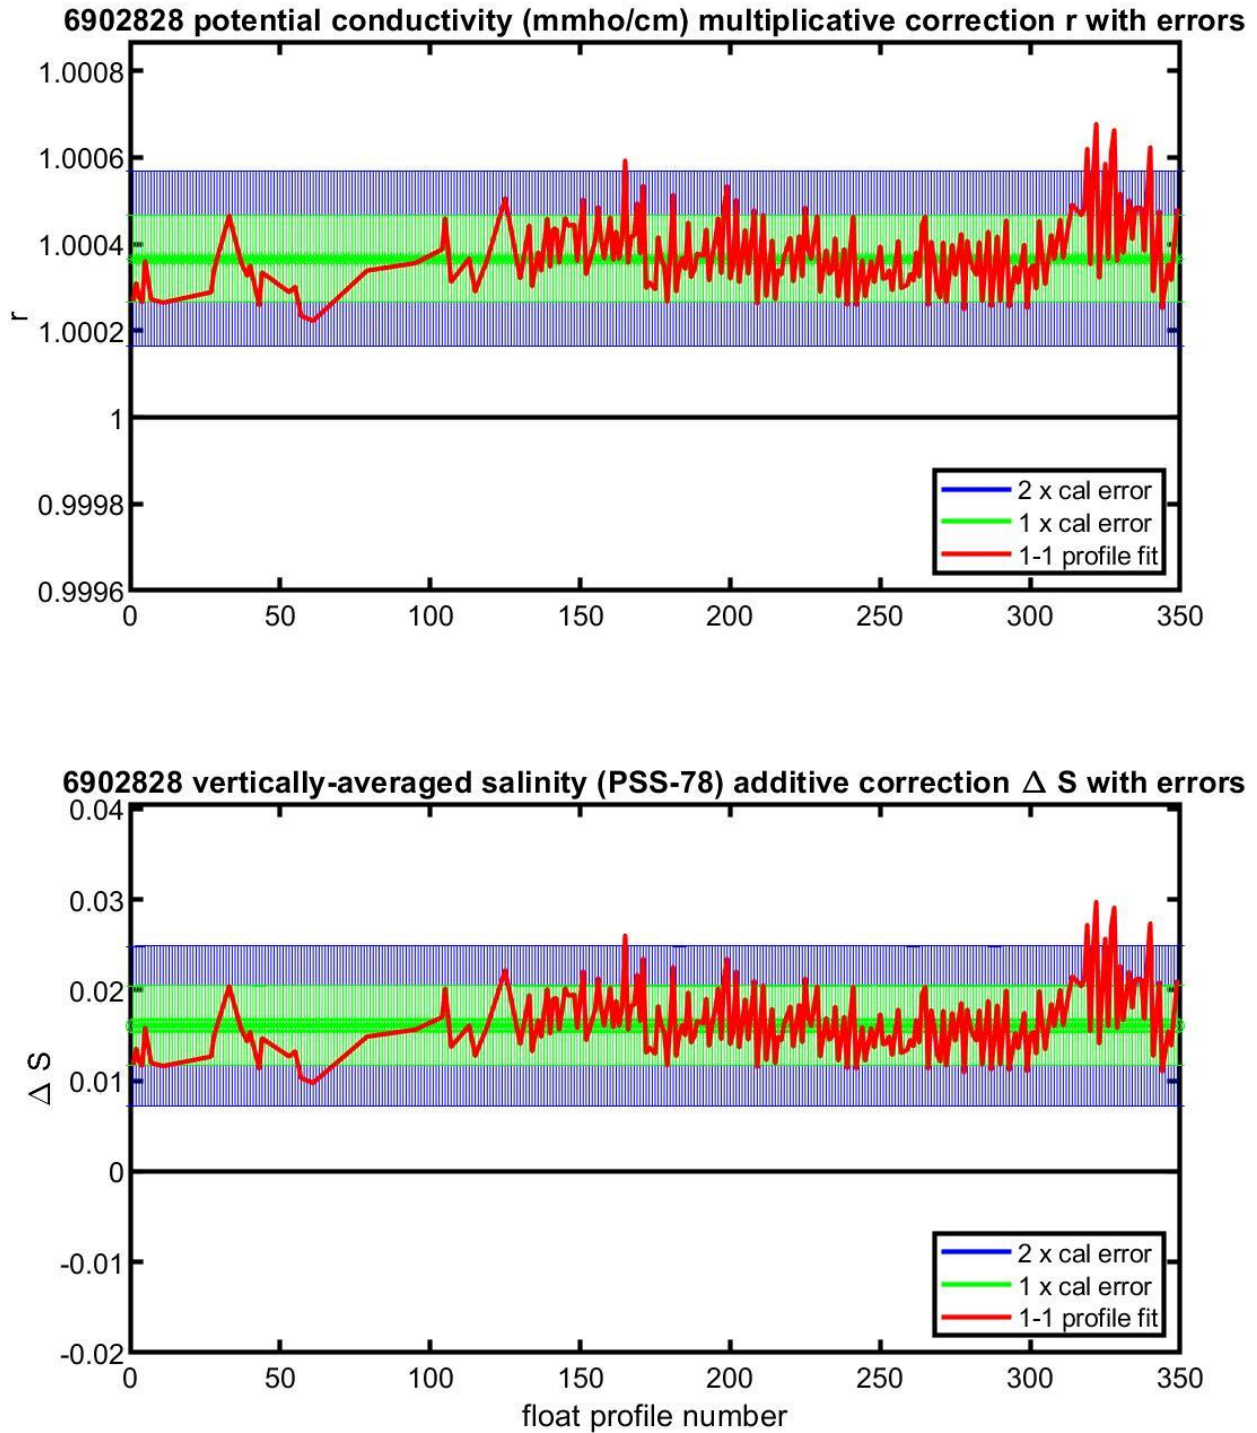 6902828 potential conductivity (mmho/cm) multiplicative correction r with errors
1.0008
1.0006
1.0004
1.0002
1
0.9998
0.9996
r
0 50 100 150 200 250 300 350
2 x cal error
1 x cal error
1-1 profile fit
6902828 vertically-averaged salinity (PSS-78) additive correction Δ S with errors
0.04
0.03
0.02
0.01
0
-0.01
-0.02
Δ S
0 50 100 150 200 250 300 350
float profile number
2 x cal error
1 x cal error
1-1 profile fit